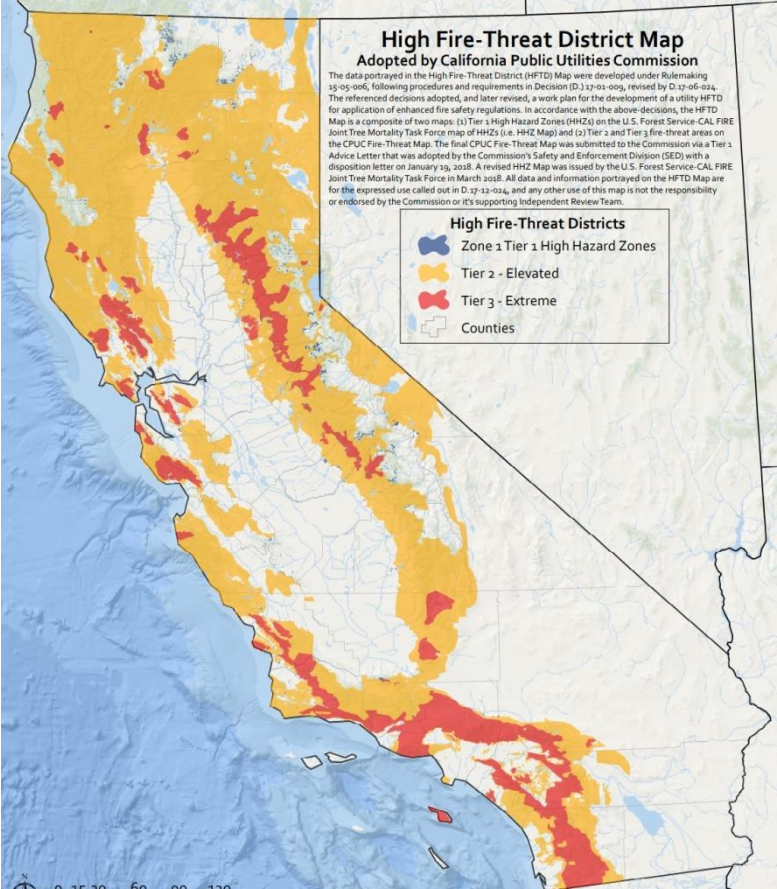 High Fire-Threat District Map
Adopted by California Public Utilities Commission
The data portrayed in the High Fire-Threat District (HFTD) Map were developed under Rulemaking
15-05-006, following procedures and requirements in Decision (D.) 17-01-009, revised by D.17-06-024.
The referenced decisions adopted, and later revised, a work plan for the development of a utility HFTD
for application of enhanced fire safety regulations. In accordance with the above-decisions, the HFTD
Map is a composite of two maps: (1) Tier 1 High Hazard Zones (HHZs) on the U.S. Forest Service-CAL FIRE
Joint Tree Mortality Task Force map of HHZs (i.e. HHZ Map) and (2) Tier 2 and Tier 3 fire-threat areas on
the CPUC Fire-Threat Map. The final CPUC Fire-Threat Map was submitted to the Commission via a Tier 1
Advice Letter that was adopted by the Commission's Safety and Enforcement Division (SED) with a
disposition letter on January 19, 2018. A revised HHZ Map was issued by the U.S. Forest Service-CAL FIRE
Joint Tree Mortality Task Force in March 2018. All data and information portrayed on the HFTD Map are
for the expressed use called out in D.17-12-024, and any other use of this map is not the responsibility
or endorsed by the Commission or it's supporting Independent Review Team.
High Fire-Threat Districts
Zone 1 Tier 1 High Hazard Zones
Tier 2 - Elevated
Tier 3 - Extreme
Counties
N
0 15 30 60 90 120